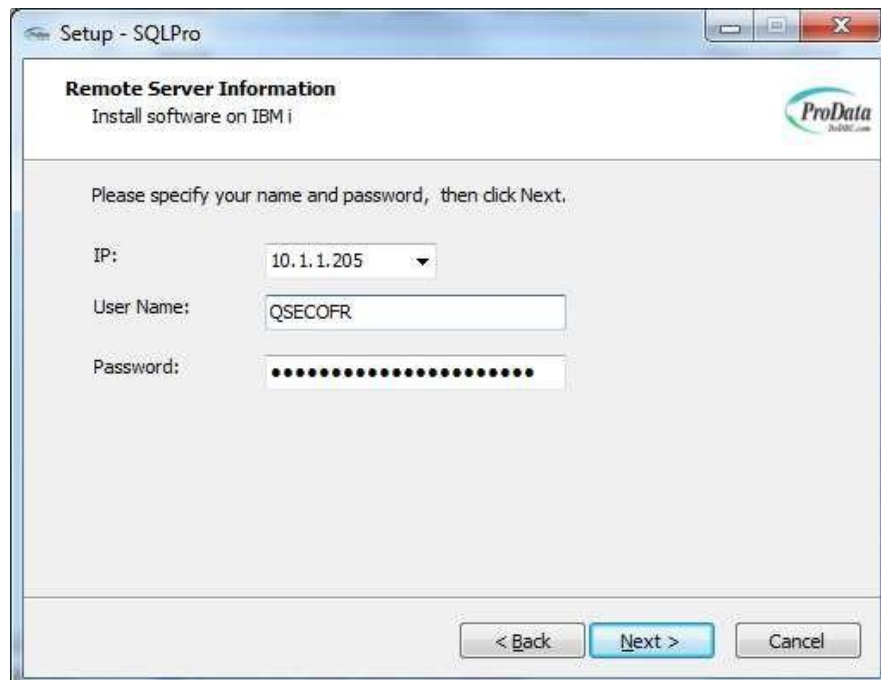 Setup - SQLPro
Remote Server Information
Install software on IBM i
ProData
Please specify your name and password, then click Next.
IP:
10.1.1.205
User Name:
QSECOFR
Password:
●●●●●●●●●●●●●●●●●●●●●●
< Back
Next >
Cancel